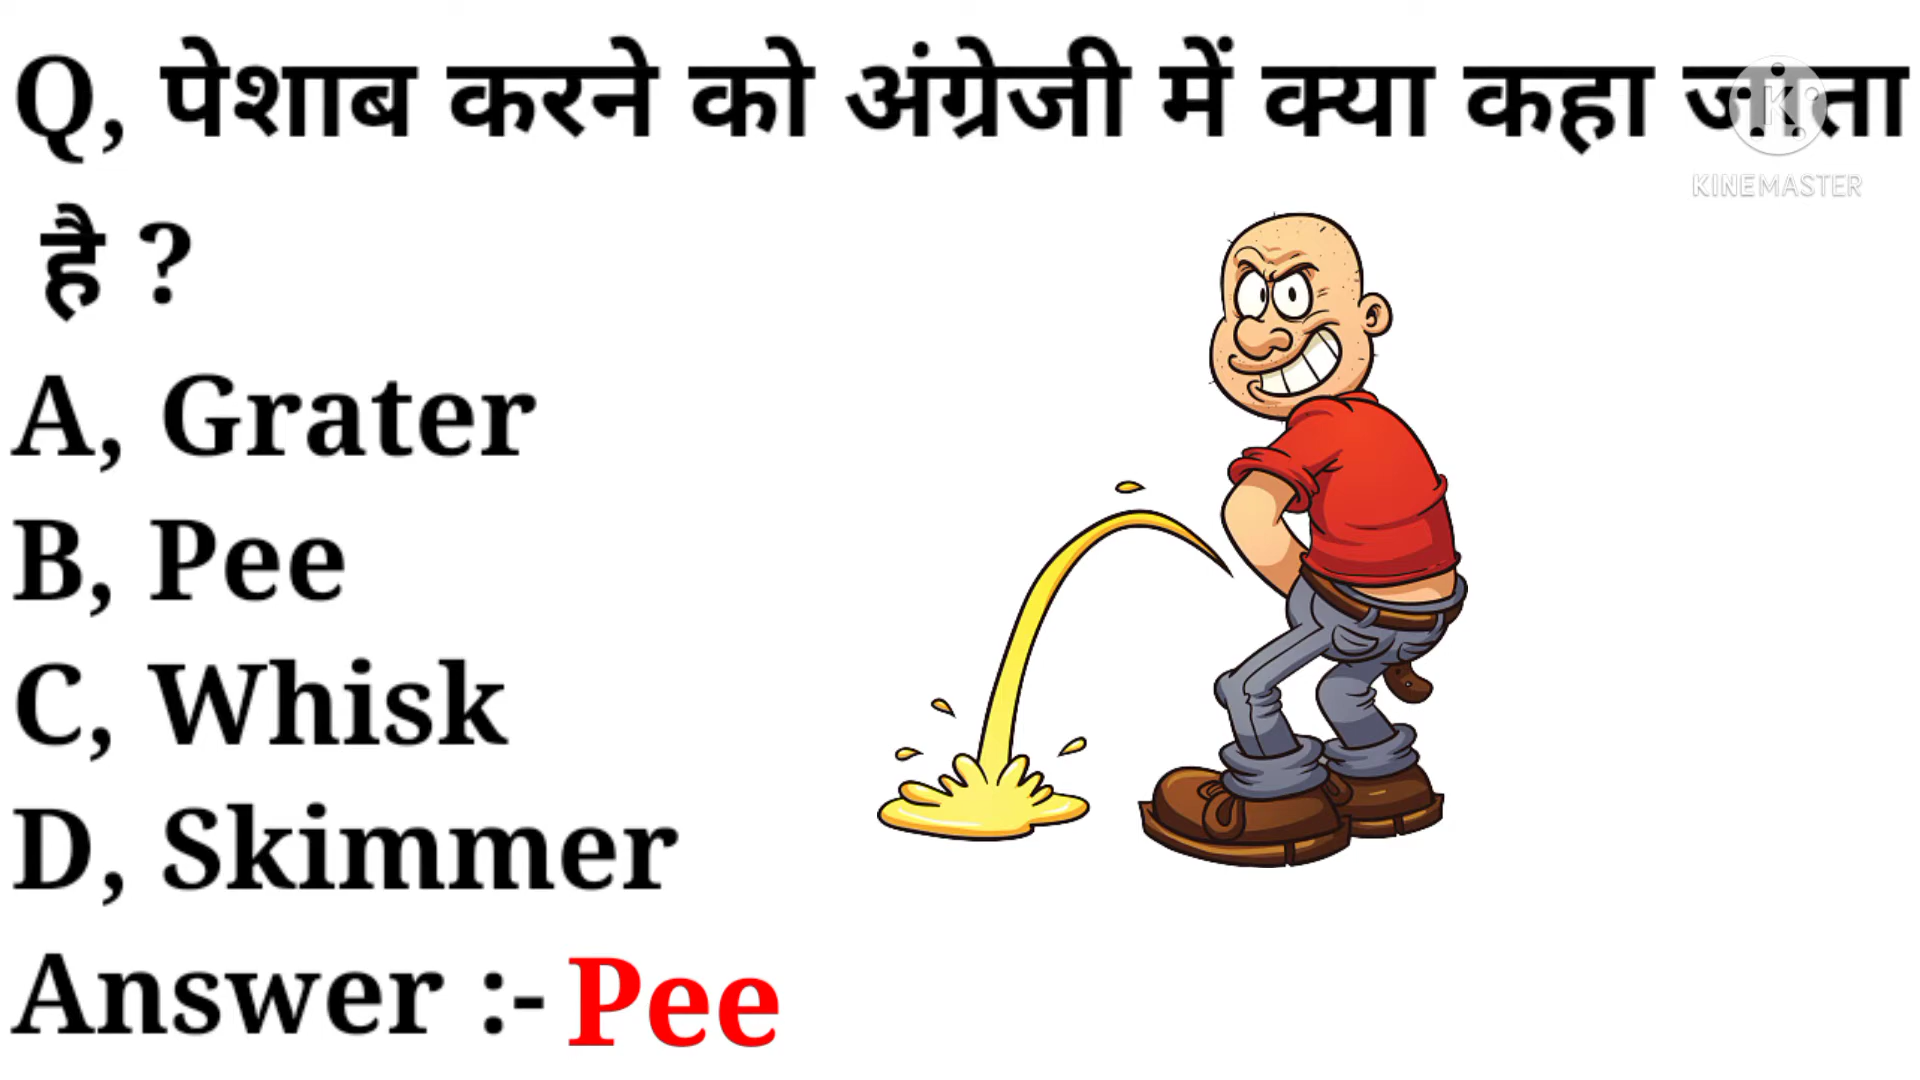 Q, पेशाब करने को अंग्रेजी में क्या कहा जाता
है ?
A, Grater
B, Pee
C, Whisk
D, Skimmer
Answer :- Pee
KINEMASTER